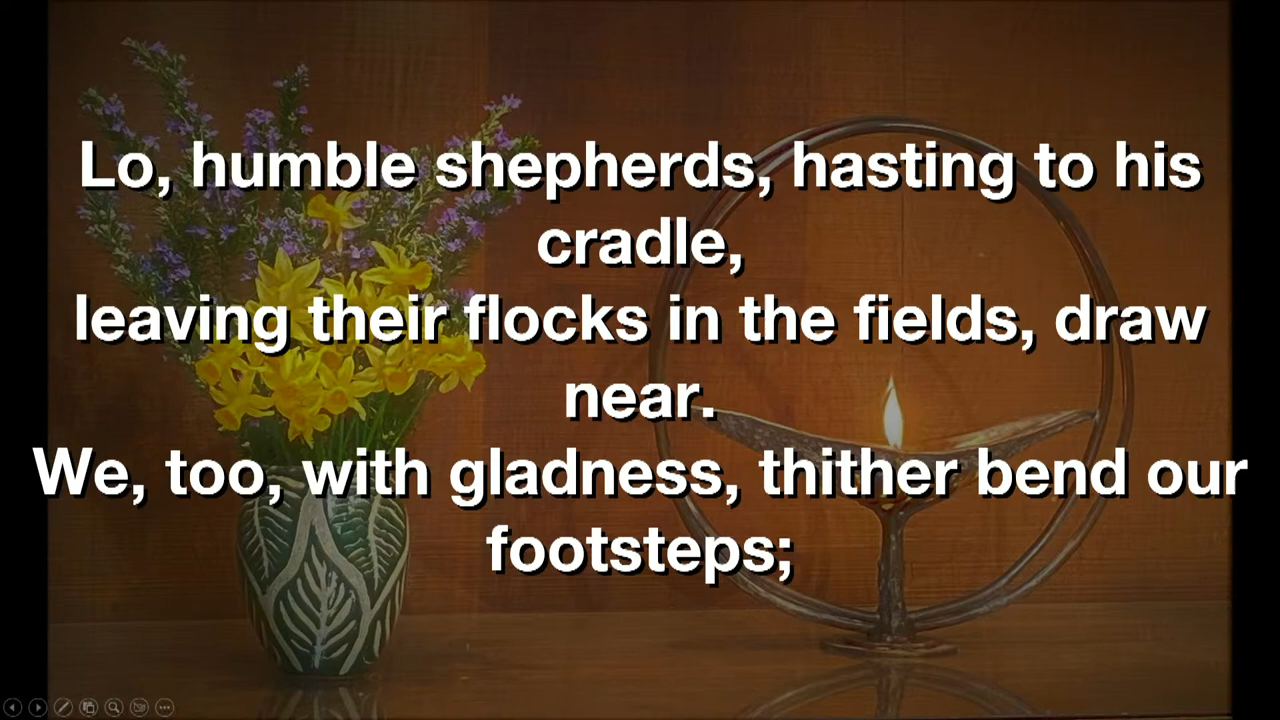 Lo, humble shepherds, hasting to his
cradle,
leaving their flocks in the fields, draw
near.
We, too, with gladness, thither bend our
footsteps;